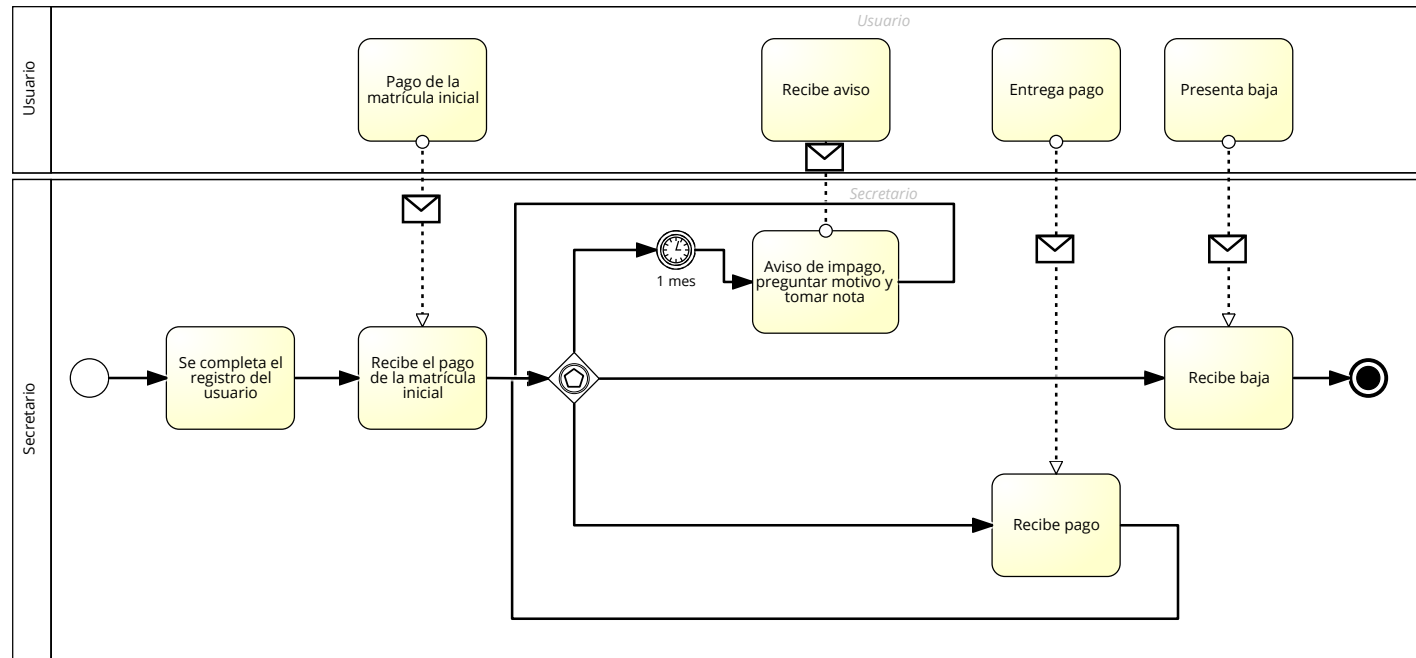 Usuario
Usuario
Pago de la
matrícula inicial
Recibe aviso
Entrega pago
Presenta baja
Secretario
Secretario
1 mes
Aviso de impago,
preguntar motivo y
tomar nota
Se completa el
registro del
usuario
Recibe el pago
de la matrícula
inicial
Recibe baja
Recibe pago